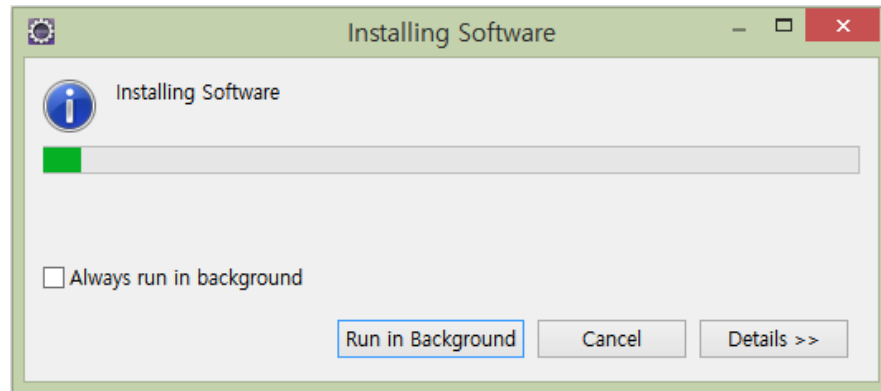 Installing Software
Installing Software
Always run in background
Run in Background Cancel Details >>